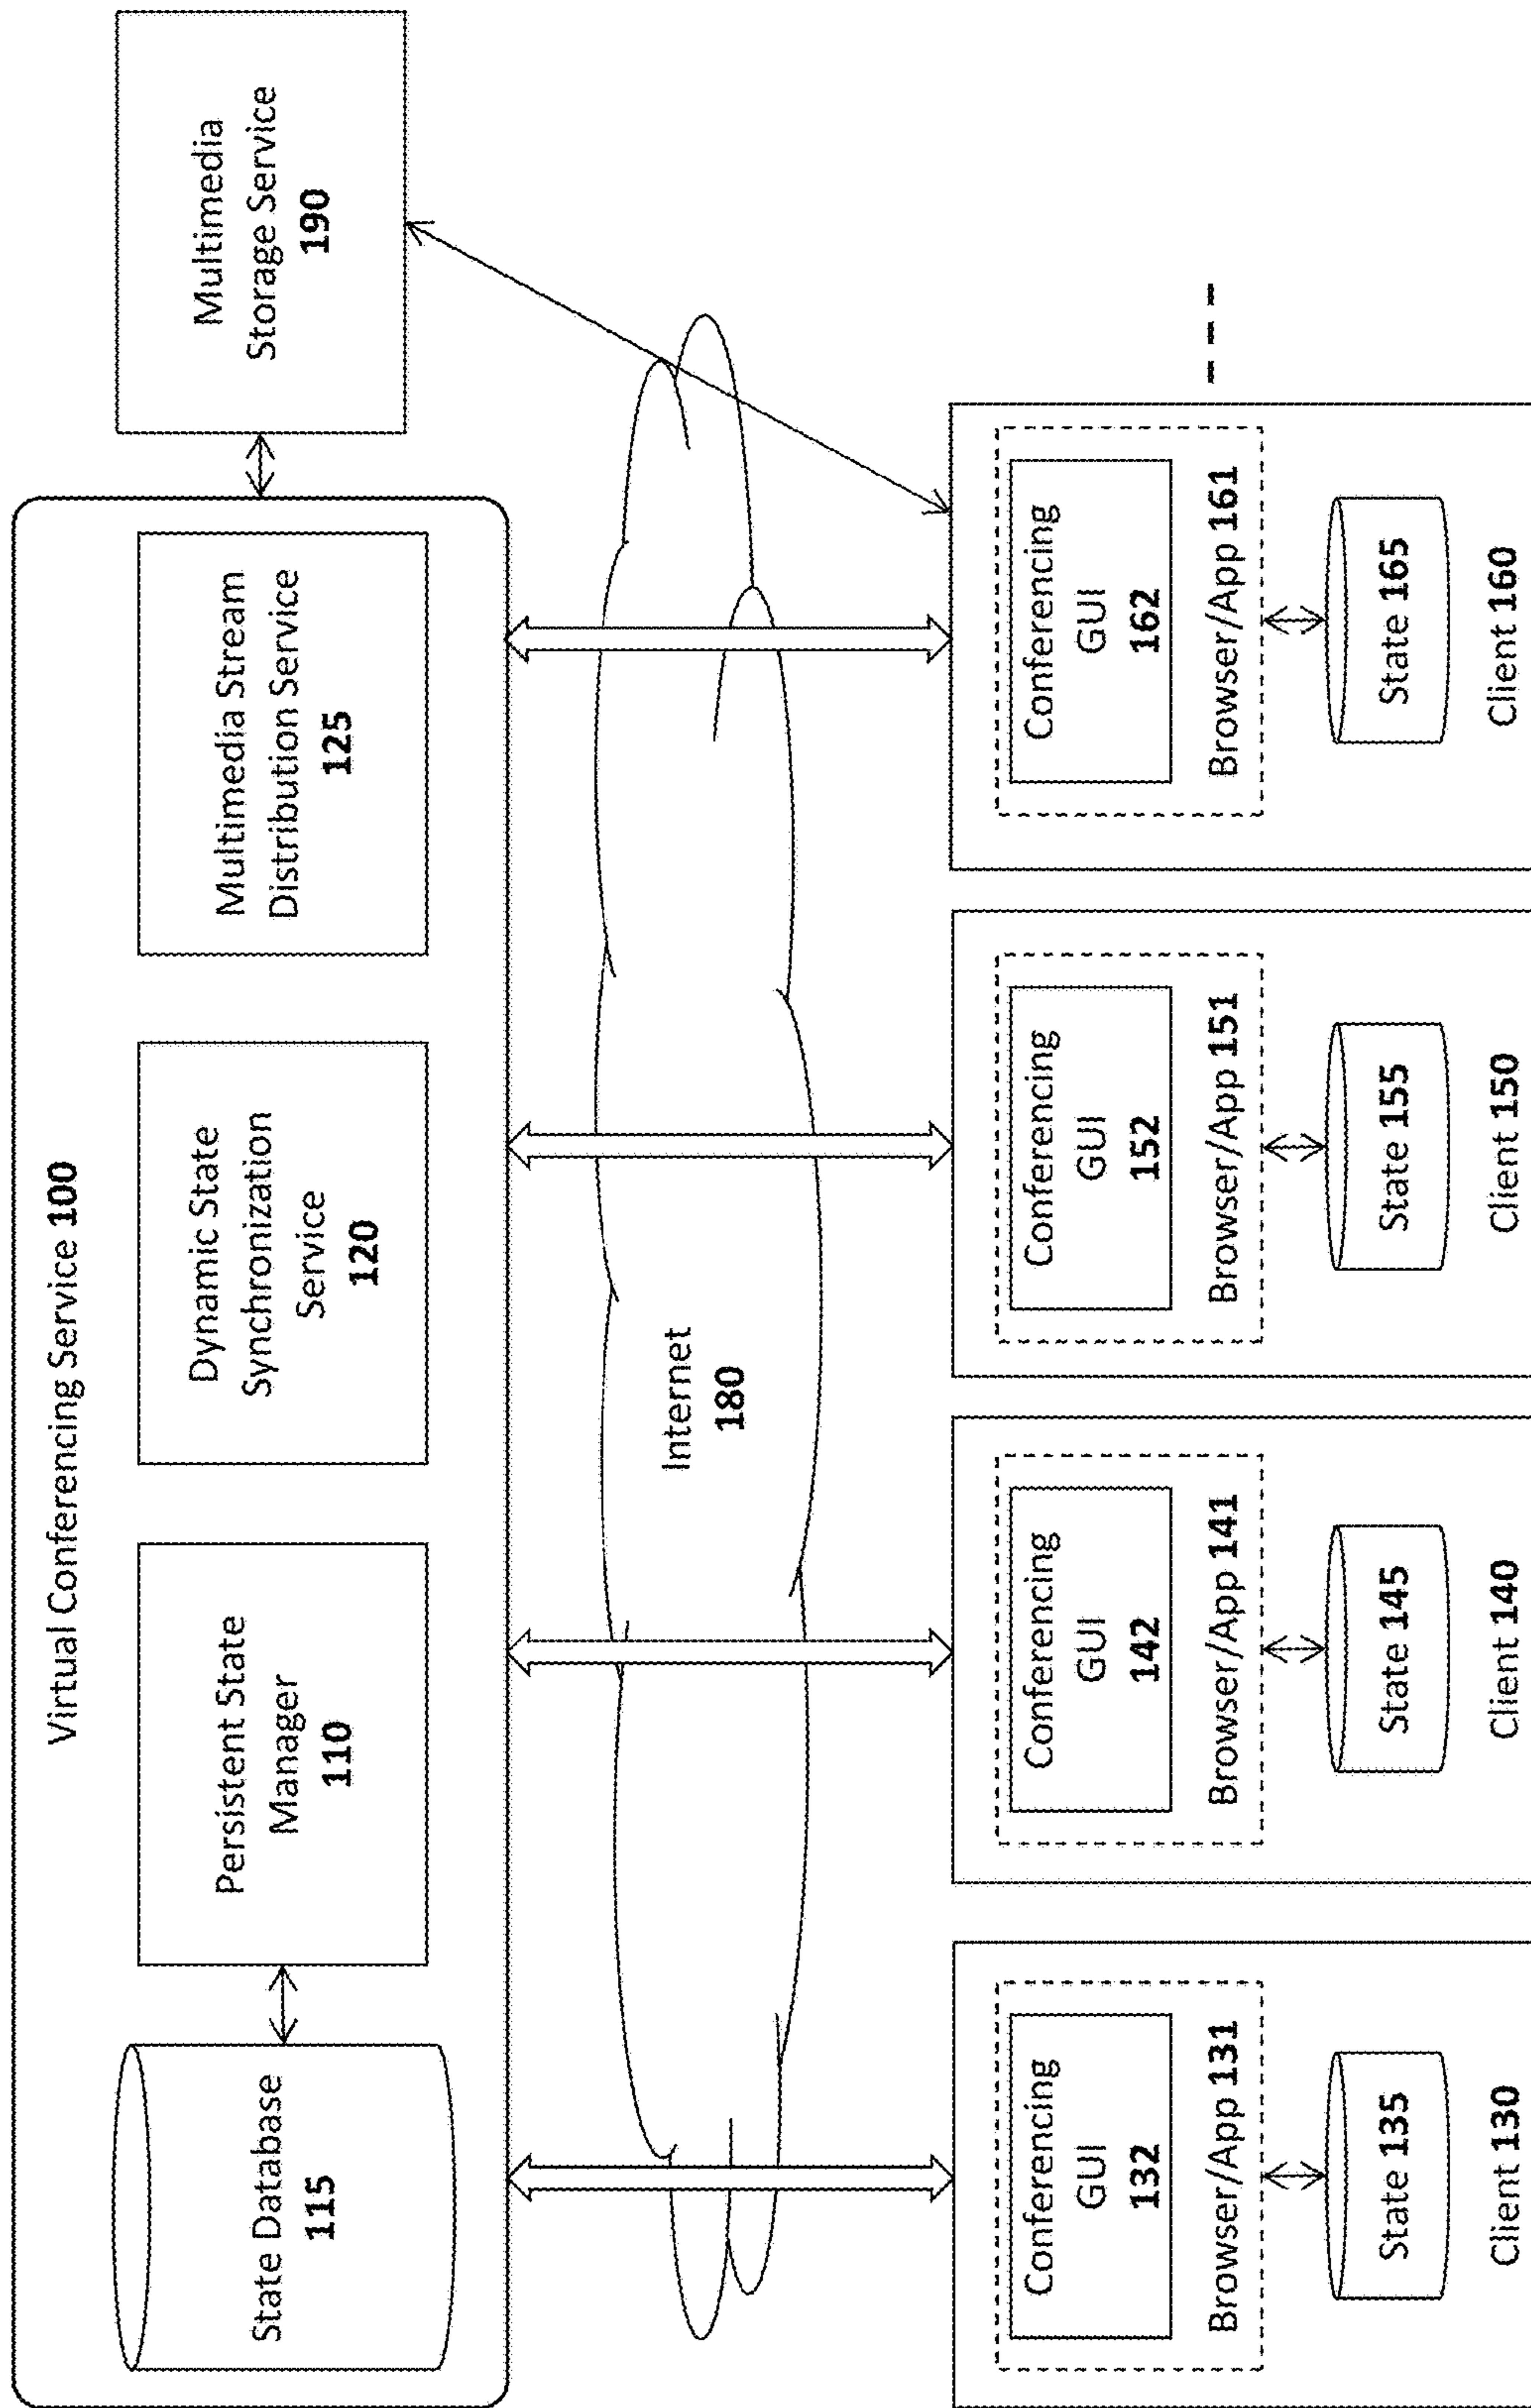 Virtual Conferencing Service 100
State Database
115
Persistent State
Manager
110
Dynamic State
Synchronization
Service
120
Multimedia Stream
Distribution Service
125
Multimedia
Storage Service
190
Internet
180
Conferencing
GUI
132
Browser/App 131
State 135
Client 130
Conferencing
GUI
142
Browser/App 141
State 145
Client 140
Conferencing
GUI
152
Browser/App 151
State 155
Client 150
Conferencing
GUI
162
Browser/App 161
State 165
Client 160